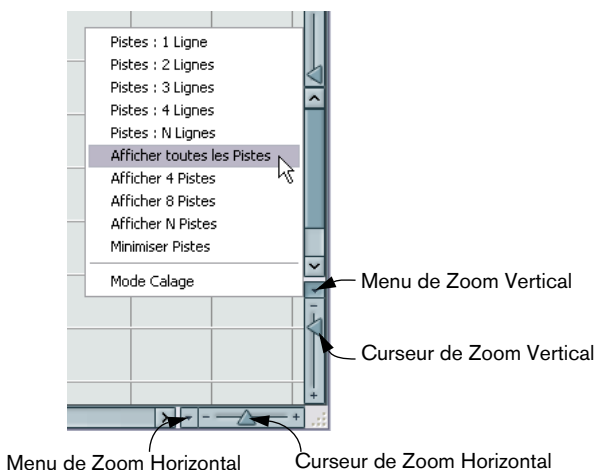 Pistes : 1 Ligne
Pistes : 2 Lignes
Pistes : 3 Lignes
Pistes : 4 Lignes
Pistes : N Lignes
Afficher toutes les Pistes
Afficher 4 Pistes
Afficher 8 Pistes
Afficher N Pistes
Minimiser Pistes
Mode Calage
Menu de Zoom Vertical
Curseur de Zoom Vertical
Menu de Zoom Horizontal
Curseur de Zoom Horizontal